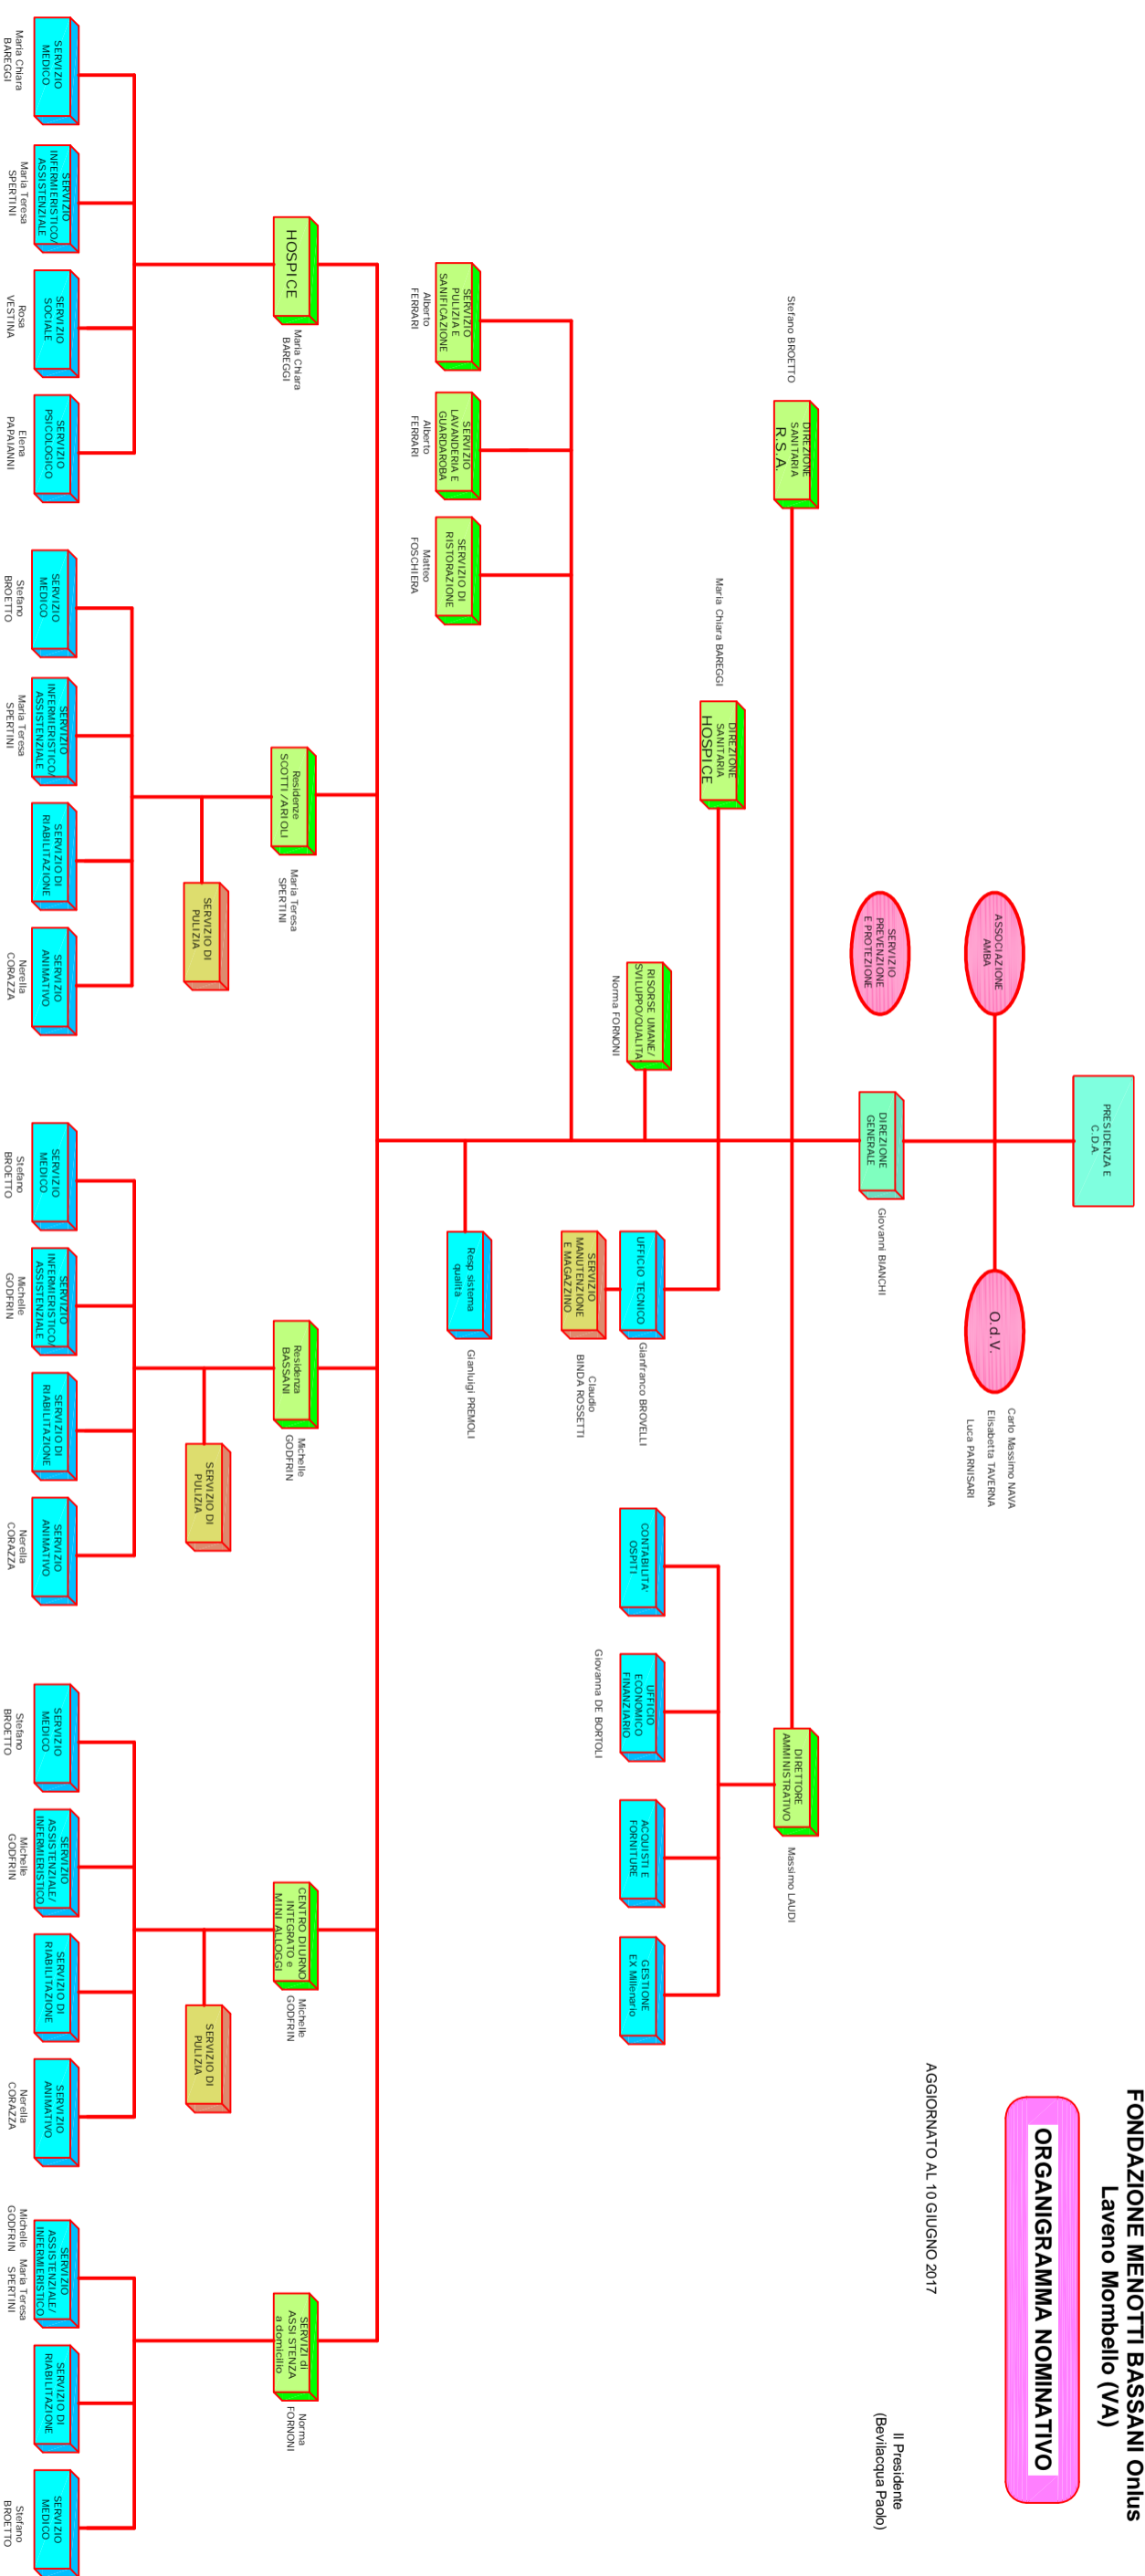 FONDAZIONE MENOTTI BASSANI Onlus
Laveno Mombello (VA)
ORGANIGRAMMA NOMINATIVO
AGGIORNATO AL 10 GIUGNO 2017
Il Presidente
(Bevilacqua Paolo)
PRESIDENZA E
C.D.A.
ASSOCIAZIONE
AMBA
O.d.V.
Carlo Massimo NAVA
Elisabetta TAVERNA
Luca PARNISARI
SERVIZIO
PREVENZIONE
E PROTEZIONE
DIREZIONE
GENERALE
Giovanni BIANCHI
Stefano BROETTO
DIREZIONE
SANITARIA
R.S.A.
DIRETTORE
AMMINISTRATIVO
Massimo LAUDI
Maria Chiara BAREGGI
DIREZIONE
SANITARIA
HOSPICE
RISORSE UMANE/
SVILUPPO/QUALITA'
Norma FORNONI
UFFICIO TECNICO
Gianfranco BROVELLI
SERVIZIO
MANUTENZIONE
E MAGAZZINO
Claudio
BINDA ROSSETTI
CONTABILITA'
OSPITI
UFFICIO
ECONOMICO
FINANZIARIO
ACQUISTI E
FORNITURE
GESTIONE
EX Millenario
Giovanna DE BORTOLI
SERVIZIO
PULIZIA E
SANIFICAZIONE
Alberto
FERRARI
SERVIZIO
LAVANDERIA E
GUARDAROBA
Alberto
FERRARI
SERVIZIO DI
RISTORAZIONE
Matteo
FOSCHIERA
Resp sistema
qualità
Gianluigi PREMOLI
HOSPICE
Maria Chiara
BAREGGI
Residenze
SCOTTI /ARIOLI
Maria Teresa
SPERTINI
Residenza
BASSANI
Michelle
GODFRIN
CENTRO DIURNO
INTEGRATO e
MINI ALLOGGI
Michelle
GODFRIN
SERVIZI di
ASSISTENZA
a domicilio
Norma
FORNONI
SERVIZIO DI
PULIZIA
SERVIZIO DI
PULIZIA
SERVIZIO DI
PULIZIA
SERVIZIO
MEDICO
Maria Chiara
BAREGGI
SERVIZIO
INFERMIERISTICO/
ASSISTENZIALE
Maria Teresa
SPERTINI
SERVIZIO
SOCIALE
Rosa
VESTINA
SERVIZIO
PSICOLOGICO
Elena
PAPAIANNI
SERVIZIO
MEDICO
Stefano
BROETTO
SERVIZIO
INFERMIERISTICO/
ASSISTENZIALE
Maria Teresa
SPERTINI
SERVIZIO DI
RIABILITAZIONE
SERVIZIO
ANIMATIVO
Nerella
CORAZZA
SERVIZIO
MEDICO
Stefano
BROETTO
SERVIZIO
INFERMIERISTICO/
ASSISTENZIALE
Michelle
GODFRIN
SERVIZIO DI
RIABILITAZIONE
SERVIZIO
ANIMATIVO
Nerella
CORAZZA
SERVIZIO
MEDICO
Stefano
BROETTO
SERVIZIO
ASSISTENZIALE/
INFERMIERISTICO
Michelle
GODFRIN
SERVIZIO DI
RIABILITAZIONE
SERVIZIO
ANIMATIVO
Nerella
CORAZZA
SERVIZIO
ASSISTENZIALE/
INFERMIERISTICO
Michelle
GODFRIN
Maria Teresa
SPERTINI
SERVIZIO DI
RIABILITAZIONE
SERVIZIO
MEDICO
Stefano
BROETTO